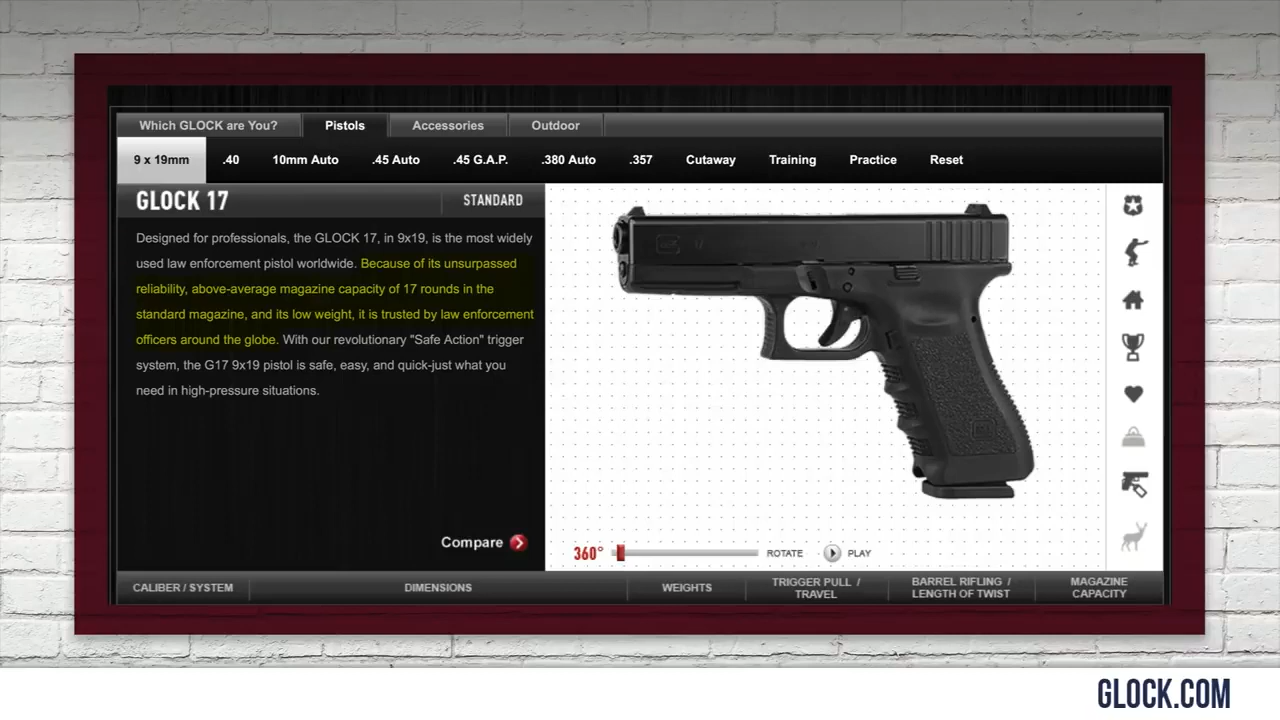 Which GLOCK are You? Pistols Accessories Outdoor
9 x 19mm .40 10mm Auto .45 Auto .45 G.A.P. .380 Auto .357 Cutaway Training Practice Reset
GLOCK 17 STANDARD
Designed for professionals, the GLOCK 17, in 9x19, is the most widely
used law enforcement pistol worldwide. Because of its unsurpassed
reliability, above-average magazine capacity of 17 rounds in the
standard magazine, and its low weight, it is trusted by law enforcement
officers around the globe. With our revolutionary "Safe Action" trigger
system, the G17 9x19 pistol is safe, easy, and quick-just what you
need in high-pressure situations.
Compare
360° ROTATE PLAY
CALIBER / SYSTEM DIMENSIONS WEIGHTS
TRIGGER PULL /
TRAVEL
BARREL RIFLING /
LENGTH OF TWIST
MAGAZINE
CAPACITY
GLOCK.COM